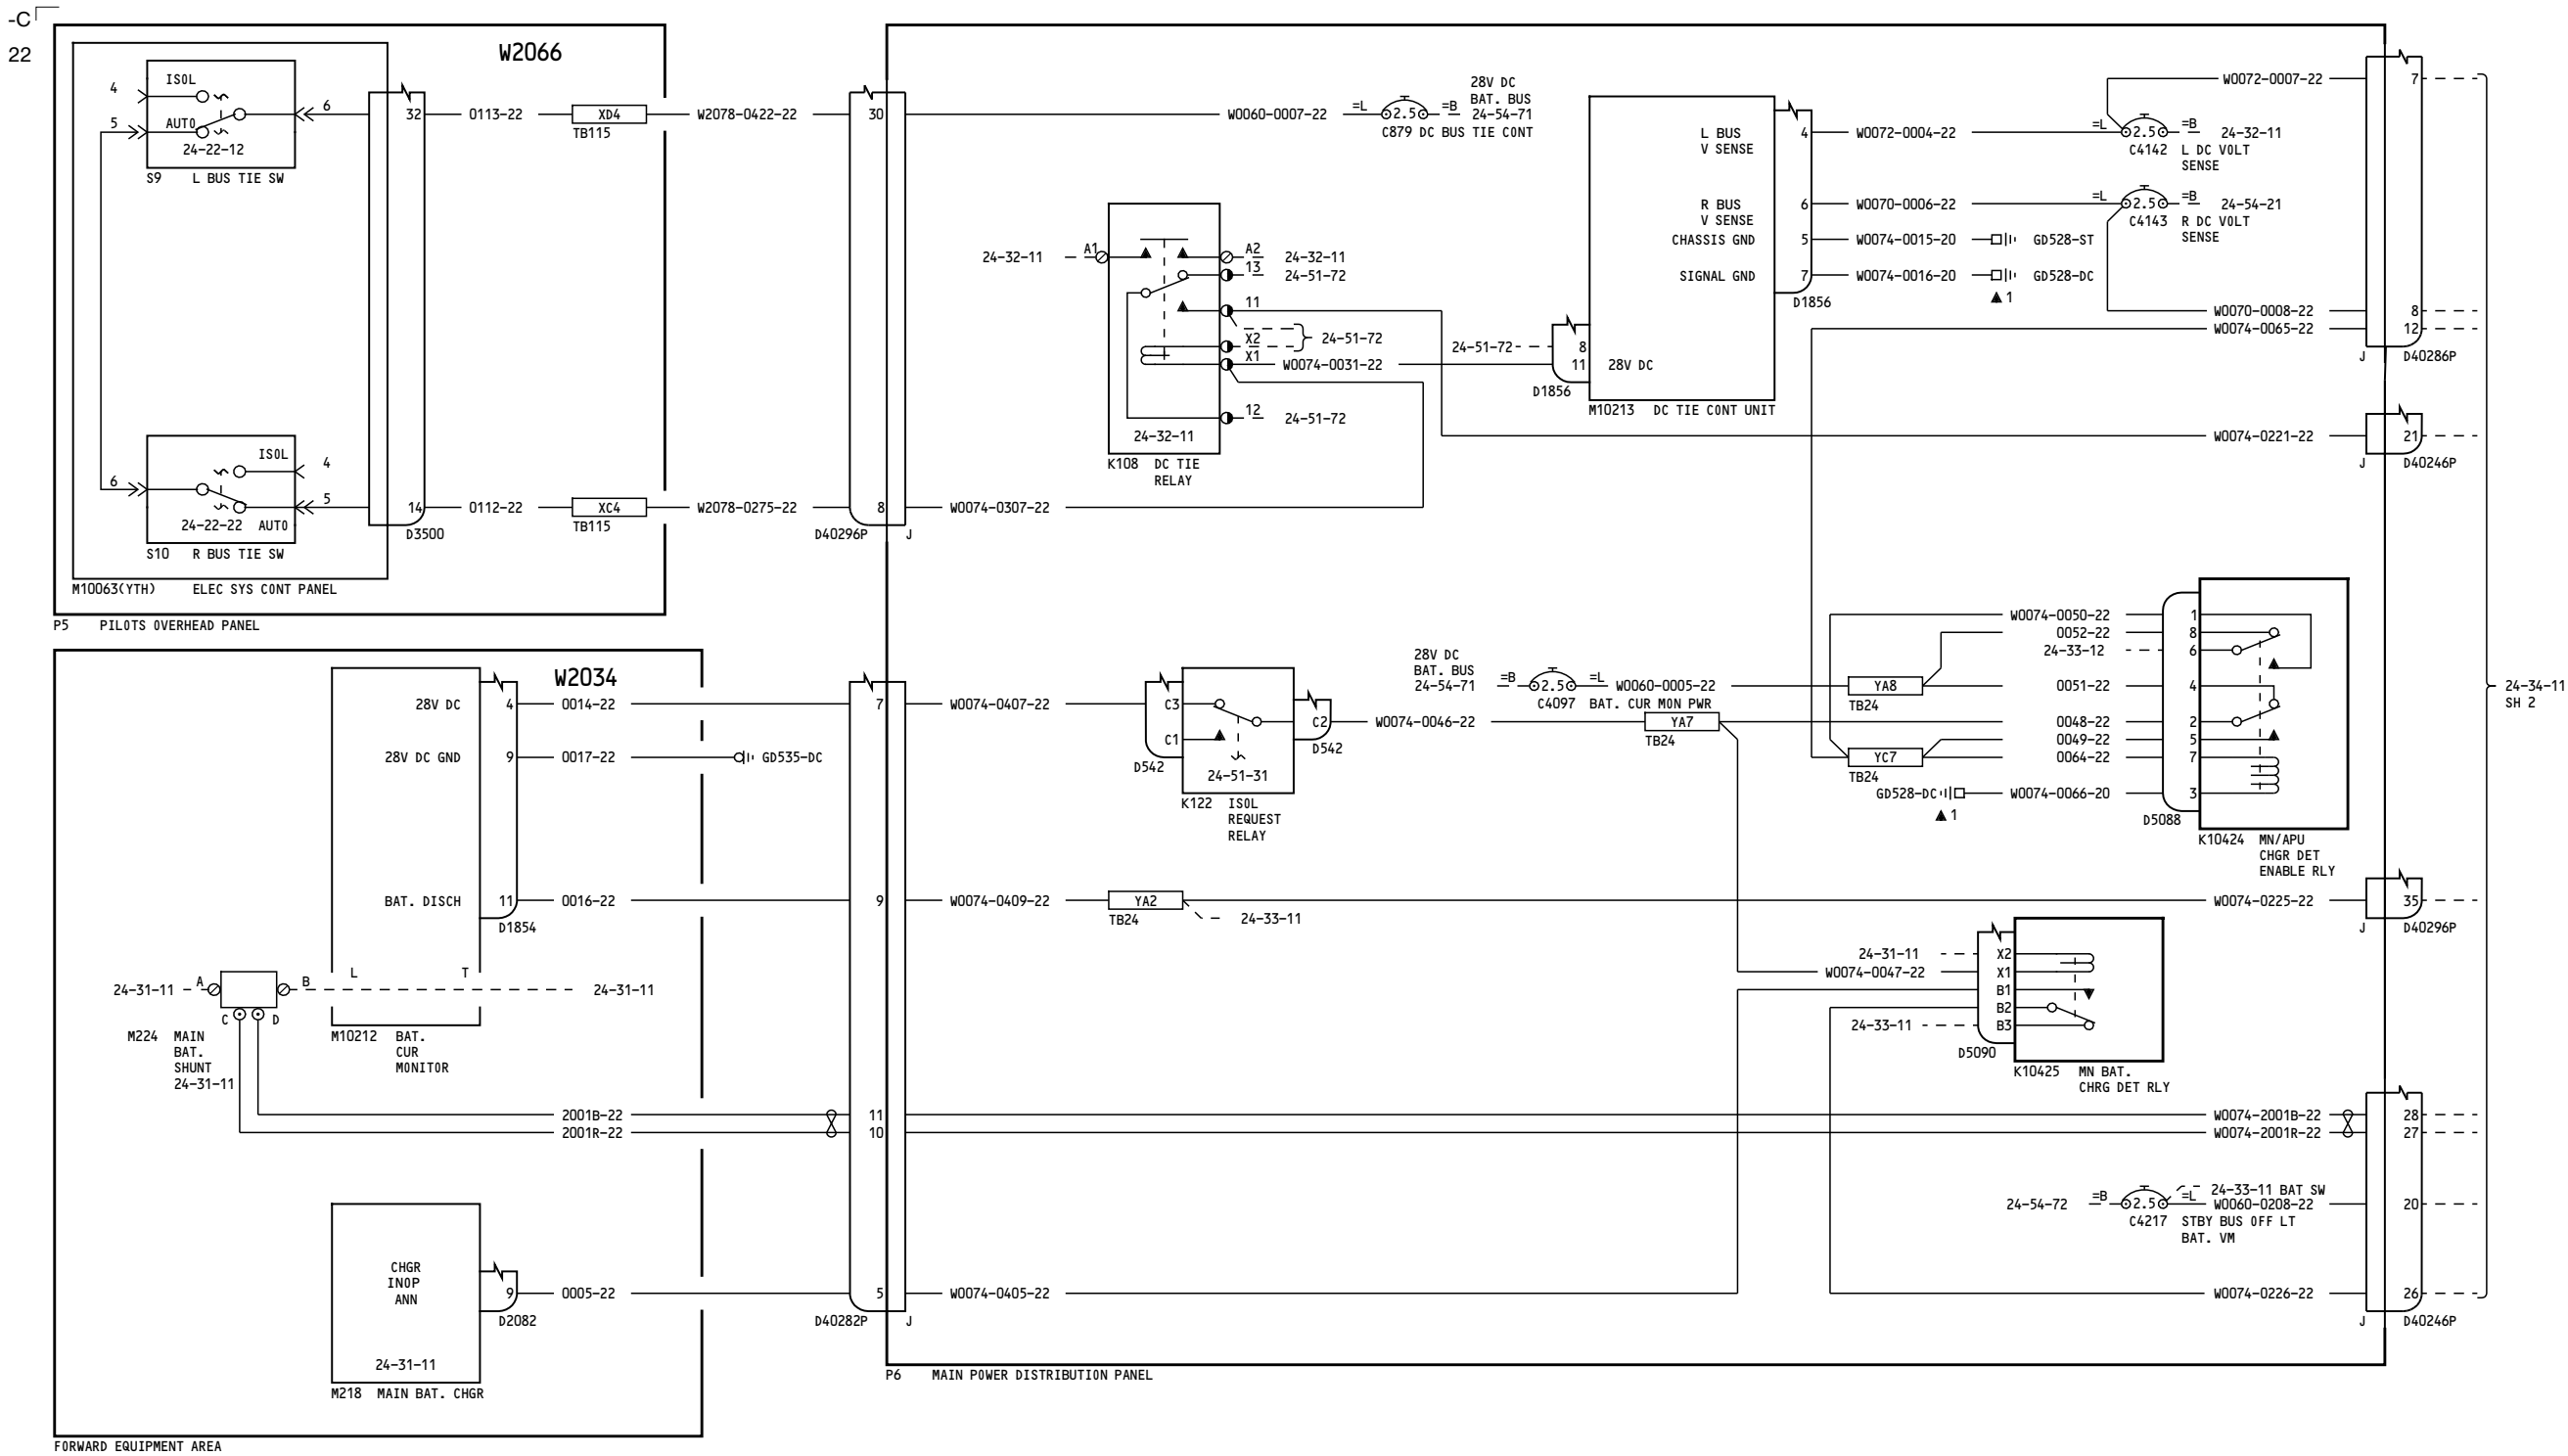 -C
22
W2066
ISOL
4
5
AUTO
6
24-22-12
S9 L BUS TIE SW
32
0113-22
XD4
TB115
W2078-0422-22
30
ISOL
4
6
5
24-22-22 AUTO
S10 R BUS TIE SW
14
D3500
0112-22
XC4
TB115
W2078-0275-22
8
D40296P J
M10063(YTH) ELEC SYS CONT PANEL
P5 PILOTS OVERHEAD PANEL
W0060-0007-22
=L
2.5
=B
28V DC
BAT. BUS
24-54-71
C879 DC BUS TIE CONT
24-32-11
A1
A2
24-32-11
13
24-51-72
11
X2
24-51-72
X1
W0074-0031-22
12
24-51-72
24-32-11
K108 DC TIE
RELAY
W0074-0307-22
24-51-72
8
11
28V DC
D1856
M10213 DC TIE CONT UNIT
L BUS
V SENSE
4
W0072-0004-22
R BUS
V SENSE
6
W0070-0006-22
CHASSIS GND
5
W0074-0015-20
GD528-ST
SIGNAL GND
7
W0074-0016-20
GD528-DC
1
D1856
W0072-0007-22
7
=L
2.5
=B
24-32-11
C4142 L DC VOLT
SENSE
=L
2.5
=B
24-54-21
C4143 R DC VOLT
SENSE
W0070-0008-22
8
W0074-0065-22
12
J D40286P
W0074-0221-22
21
J D40246P
W2034
28V DC
4
0014-22
7
W0074-0407-22
28V DC GND
9
0017-22
GD535-DC
BAT. DISCH
11
0016-22
9
W0074-0409-22
D1854
L T
M10212 BAT.
CUR
MONITOR
24-31-11
A
B
24-31-11
C
D
M224 MAIN
BAT.
SHUNT
24-31-11
2001B-22
11
2001R-22
10
CHGR
INOP
ANN
9
0005-22
5
W0074-0405-22
D2082
D40282P J
24-31-11
M218 MAIN BAT. CHGR
FORWARD EQUIPMENT AREA
C3
C1
D542
C2
D542
24-51-31
K122 ISOL
REQUEST
RELAY
W0074-0046-22
28V DC
BAT. BUS
24-54-71
=B
2.5
=L
W0060-0005-22
C4097 BAT. CUR MON PWR
YA7
TB24
YA8
TB24
YC7
TB24
W0074-0050-22
1
0052-22
8
24-33-12
6
0051-22
4
0048-22
2
0049-22
5
0064-22
7
GD528-DC
W0074-0066-20
3
1
D5088
K10424 MN/APU
CHGR DET
ENABLE RLY
24-34-11
SH 2
YA2
TB24
24-33-11
W0074-0225-22
35
J D40296P
24-31-11
X2
W0074-0047-22
X1
B1
B2
24-33-11
B3
D5090
K10425 MN BAT.
CHRG DET RLY
W0074-2001B-22
28
W0074-2001R-22
27
24-33-11 BAT SW
24-54-72
=B
2.5
=L
W0060-0208-22
20
C4217 STBY BUS OFF LT
BAT. VM
W0074-0226-22
26
J D40246P
P6 MAIN POWER DISTRIBUTION PANEL